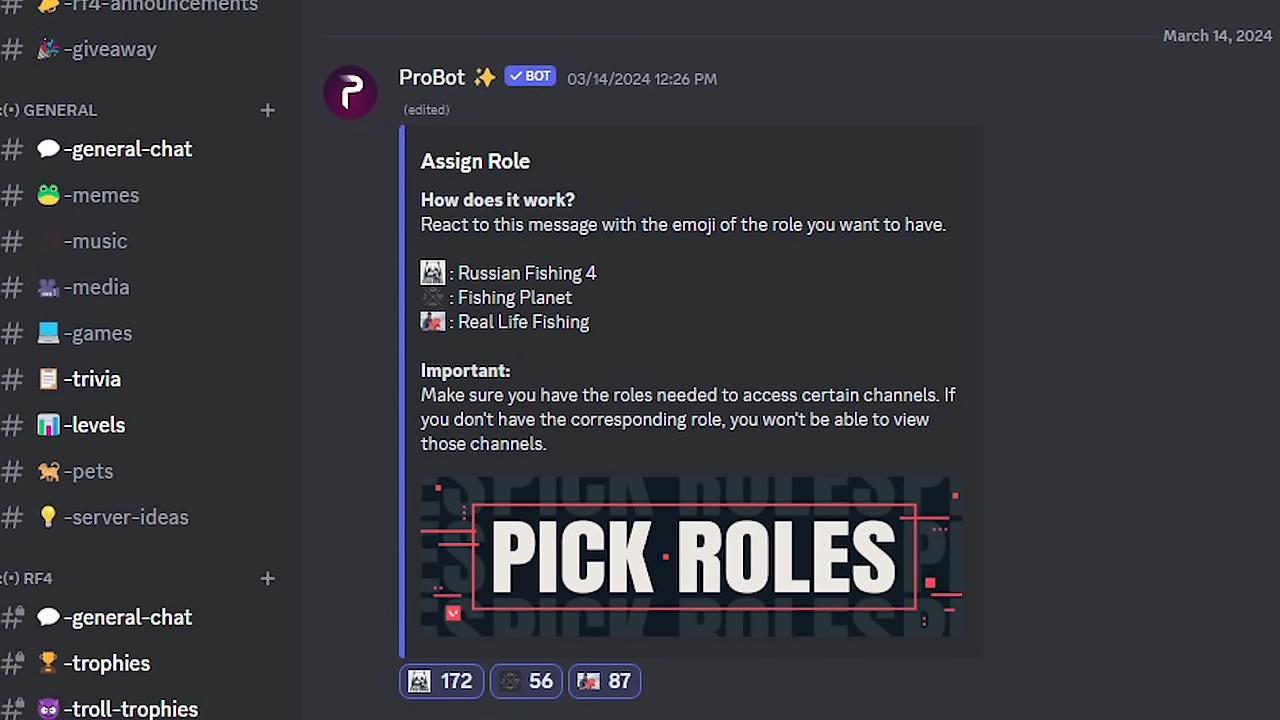 -rf4-announcements
-giveaway
GENERAL
-general-chat
-memes
-music
-media
-games
-trivia
-levels
-pets
-server-ideas
RF4
-general-chat
-trophies
-troll-trophies
March 14, 2024
ProBot ✨ ✓ BOT 03/14/2024 12:26 PM
(edited)
Assign Role
How does it work?
React to this message with the emoji of the role you want to have.
: Russian Fishing 4
: Fishing Planet
: Real Life Fishing
Important:
Make sure you have the roles needed to access certain channels. If
you don't have the corresponding role, you won't be able to view
those channels.
PICK·ROLES
172 56 87